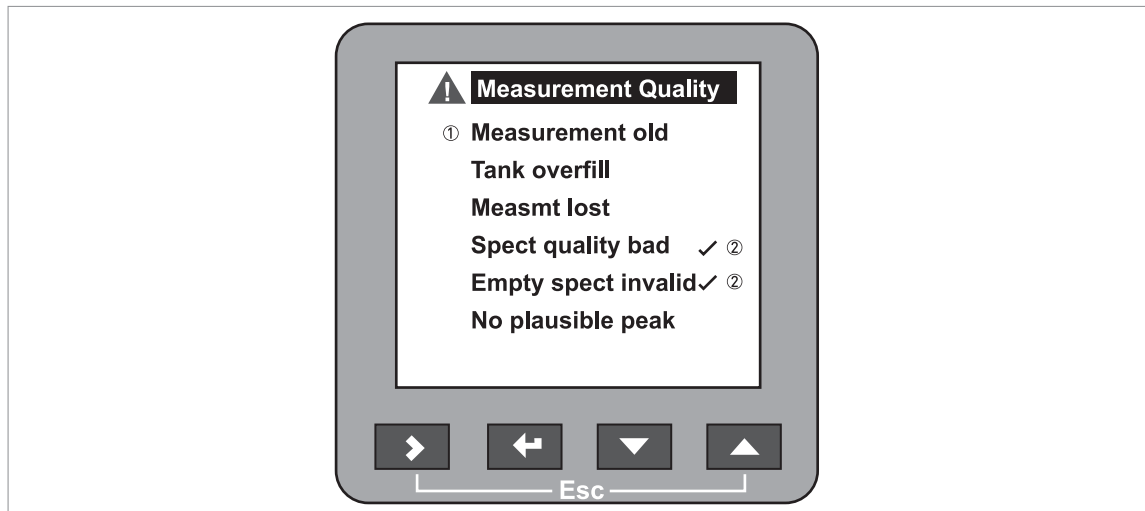 ! Measurement Quality
① Measurement old
Tank overfill
Measmt lost
Spect quality bad ✓ ②
Empty spect invalid ✓ ②
No plausible peak
Esc